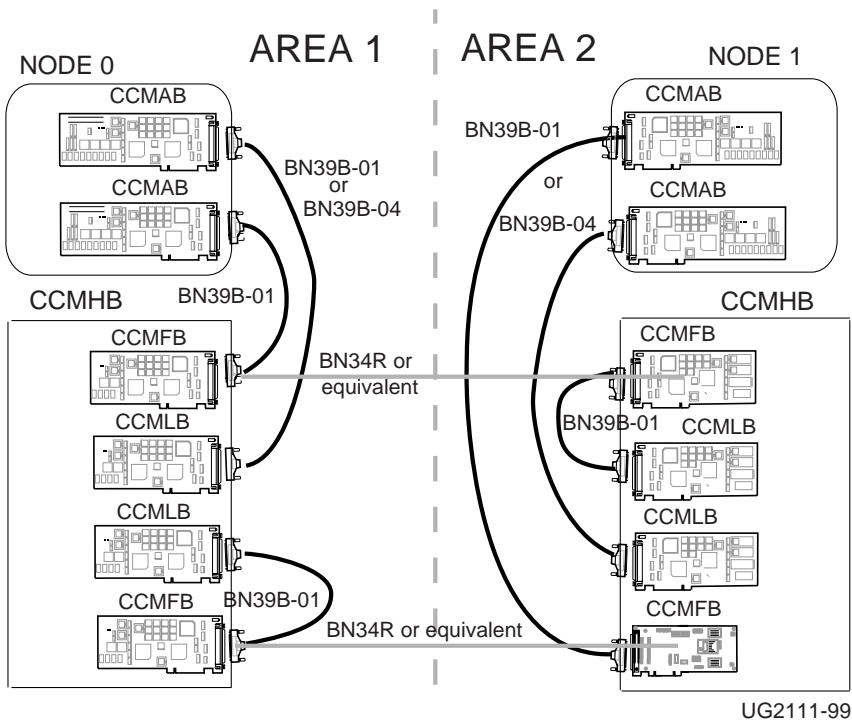 AREA 1
AREA 2
NODE 0
NODE 1
CCMAB
CCMAB
BN39B-01
or
BN39B-04
BN39B-01
CCMHB
CCMFB
CCMLB
CCMLB
CCMFB
BN39B-01
BN34R or
equivalent
BN34R or equivalent
CCMAB
CCMAB
BN39B-01
or
BN39B-04
CCMHB
CCMFB
BN39B-01
CCMLB
CCMLB
CCMFB
UG2111-99